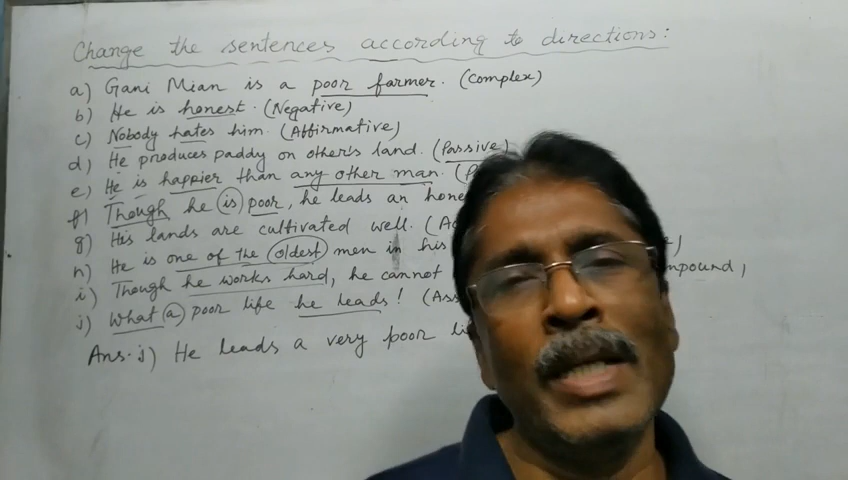 Change the sentences according to directions:
a) Gani Mian is a poor farmer. (Complex)
b) He is honest. (Negative)
c) Nobody hates him. (Affirmative)
d) He produces paddy on other's land. (Passive)
e) He is happier than any other man. (P
f) Though he is poor, he leads an hone
g) His lands are cultivated well. (Ac
h) He is one of the oldest men in his
i) Though he works hard, he cannot mpound,
j) What a poor life he leads! (Ass
Ans. j) He leads a very poor li